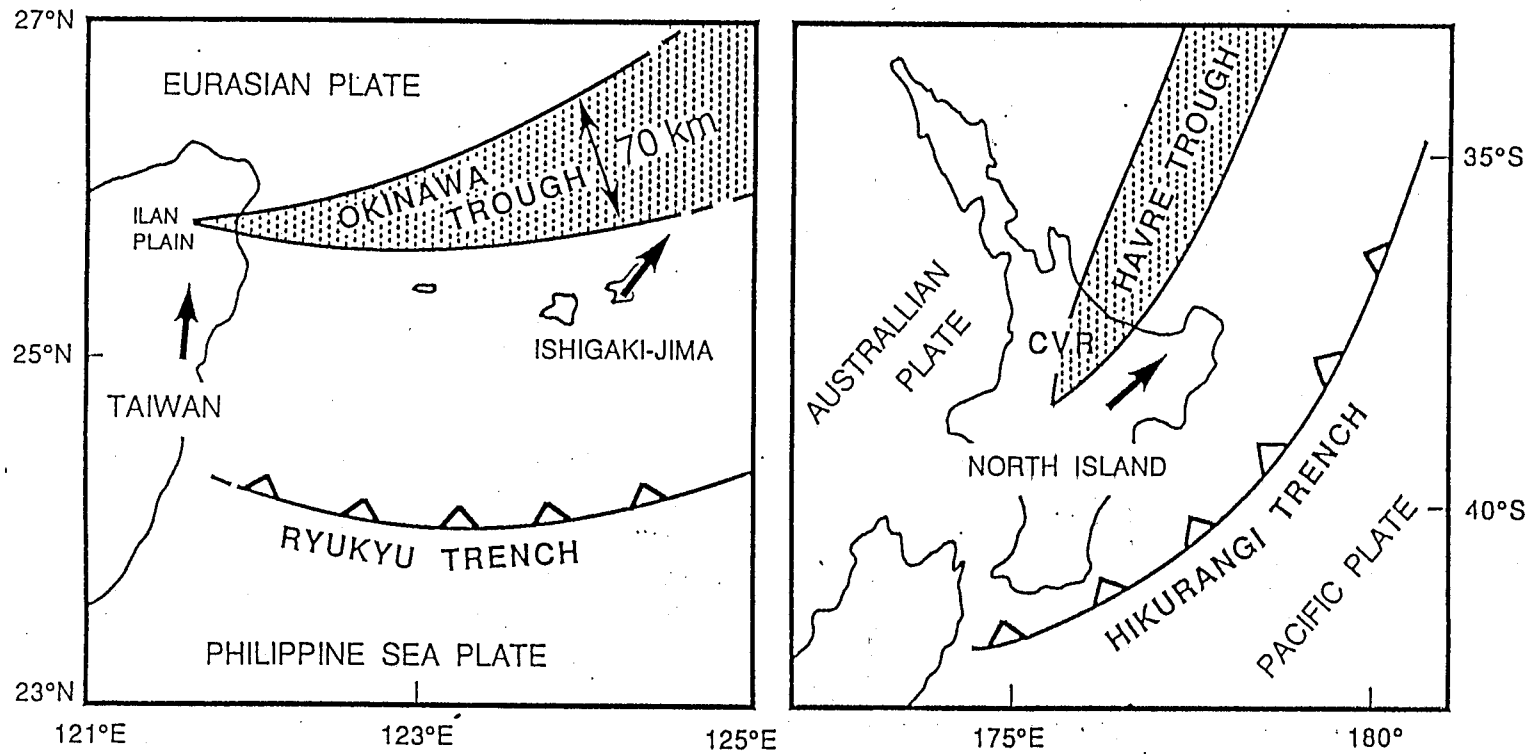 27°N
EURASIAN PLATE
OKINAWA
TROUGH
70 km
ILAN
PLAIN
25°N
ISHIGAKI-JIMA
TAIWAN
RYUKYU TRENCH
PHILIPPINE SEA PLATE
23°N
121°E
123°E
125°E
HAVRE TROUGH
35°S
AUSTRALLIAN
PLATE
CVR
NORTH ISLAND
40°S
HIKURANGI TRENCH
PACIFIC PLATE
175°E
180°